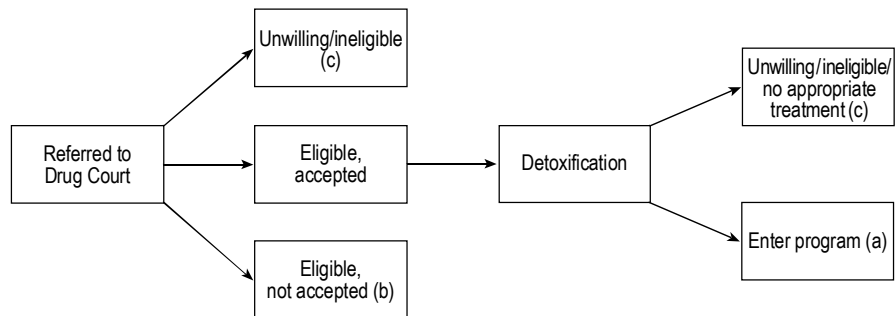 Unwilling/ineligible
(c)
Referred to
Drug Court
Eligible,
accepted
Eligible,
not accepted (b)
Detoxification
Unwilling/ineligible/
no appropriate
treatment (c)
Enter program (a)